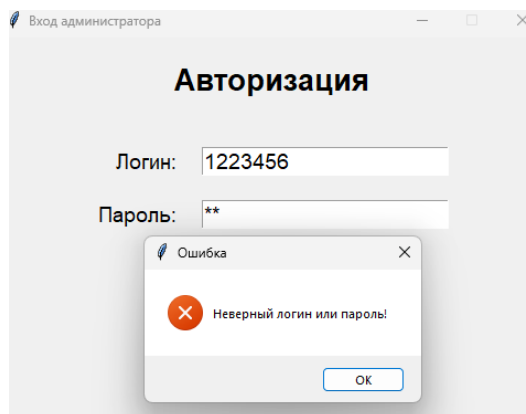 Вход администратора
Авторизация
Логин: 1223456
Пароль: **
Ошибка
Неверный логин или пароль!
OK